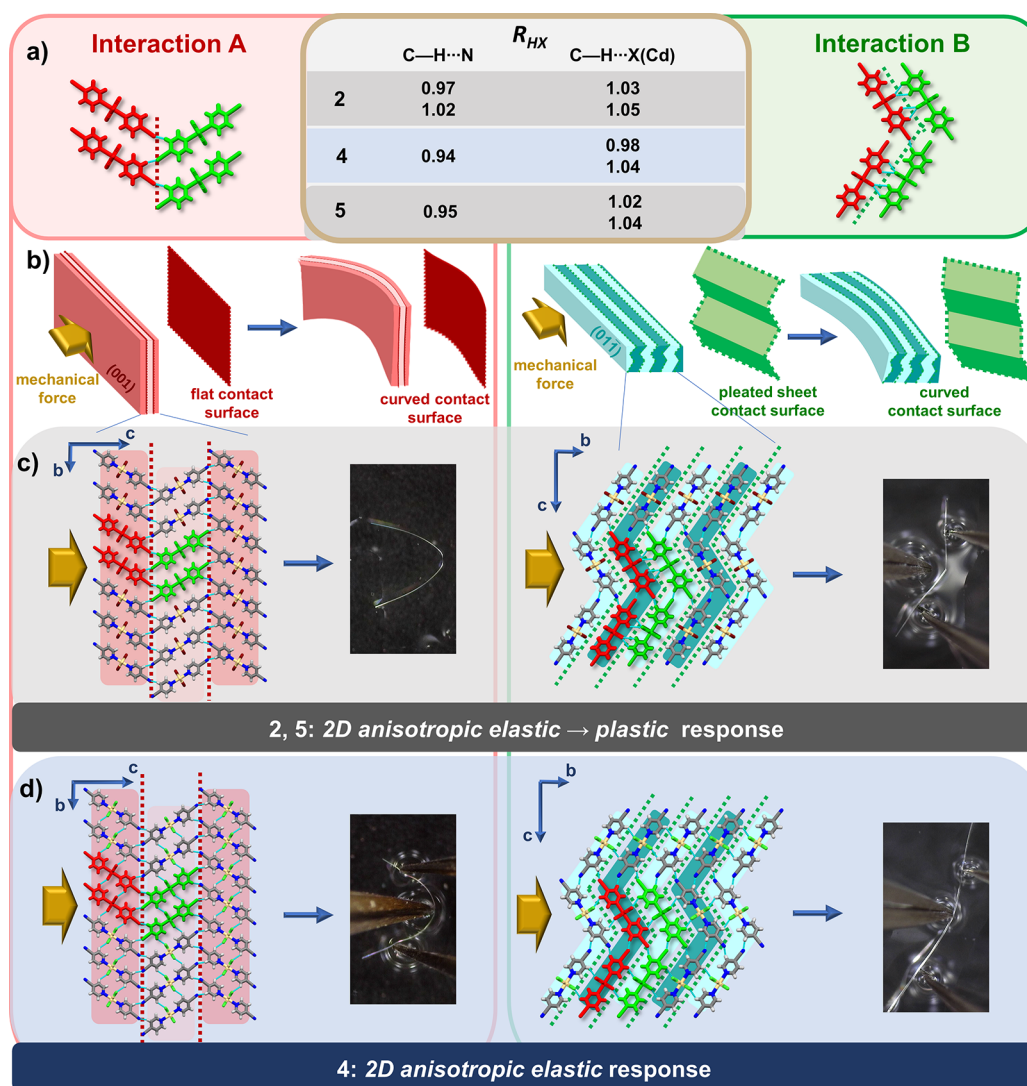 a)
Interaction A
R_HX
C—H···N
C—H···X(Cd)
2
0.97
1.03
1.02
1.05
4
0.94
0.98
1.04
5
0.95
1.02
1.04
Interaction B
b)
mechanical
force
(001)
flat contact
surface
curved contact
surface
mechanical
force
(011)
pleated sheet
contact surface
curved
contact surface
c)
c
b
b
c
2, 5: 2D anisotropic elastic → plastic response
d)
c
b
b
c
4: 2D anisotropic elastic response